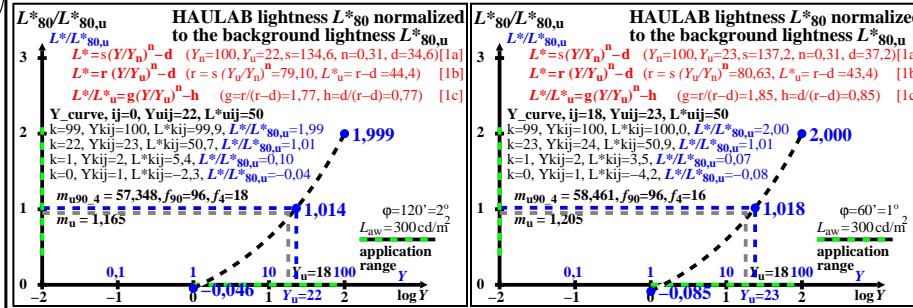 L*80/L*80,u
HAULAB lightness L*80 normalized
to the background lightness L*80,u
L*/L*80,u
L*=s(Y/Yn)n−d (Yn=100, Yu=22, s=134,6, n=0,31, d=34,6)[1a]
L*=r (Y/Yu)n−d (r = s (Yu/Yn)n=79,10, L*u= r−d =44,4) [1b]
L*/L*u=g(Y/Yu)n−h (g=r/(r−d)=1,77, h=d/(r−d)=0,77) [1c]
Y_curve, ij=0, Yuij=22, L*uij=50
k=99, Ykij=100, L*kij=99,9, L*/L*80,u=1,99
k=22, Ykij=23, L*kij=50,7, L*/L*80,u=1,01
k=1, Ykij=2, L*kij=5,4, L*/L*80,u=0,10
k=0, Ykij=1, L*kij=−2,3, L*/L*80,u=−0,04
mu90_4 = 57,348, f90=96, f4=18
mu = 1,165
1,999
1,014
−0,046
φ=120'=2°
Law=300 cd/m2
application
range
3
2
1
0
0,1 1 10 Yu=18 100 Y
−2 −1 0 1 Yu=22 2 log Y
L*80/L*80,u
HAULAB lightness L*80 normalized
to the background lightness L*80,u
L*/L*80,u
L*=s(Y/Yn)n−d (Yn=100, Yu=23, s=137,2, n=0,31, d=37,2)[1a]
L*=r (Y/Yu)n−d (r = s (Yu/Yn)n=80,63, L*u= r−d =43,4) [1b]
L*/L*u=g(Y/Yu)n−h (g=r/(r−d)=1,85, h=d/(r−d)=0,85) [1c]
Y_curve, ij=18, Yuij=23, L*uij=50
k=99, Ykij=100, L*kij=100,0, L*/L*80,u=2,00
k=23, Ykij=24, L*kij=50,9, L*/L*80,u=1,01
k=1, Ykij=2, L*kij=3,5, L*/L*80,u=0,07
k=0, Ykij=1, L*kij=−4,2, L*/L*80,u=−0,08
mu90_4 = 58,461, f90=96, f4=16
mu = 1,205
2,000
1,018
−0,085
φ=60'=1°
Law=300 cd/m2
application
range
3
2
1
0
0,1 1 10 Yu=18 100 Y
−2 −1 0 1 Yu=23 2 log Y